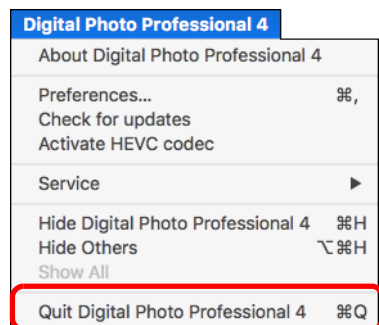 Digital Photo Professional 4
About Digital Photo Professional 4
Preferences... ⌘,
Check for updates
Activate HEVC codec
Service ▶
Hide Digital Photo Professional 4 ⌘H
Hide Others ⌥⌘H
Show All
Quit Digital Photo Professional 4 ⌘Q